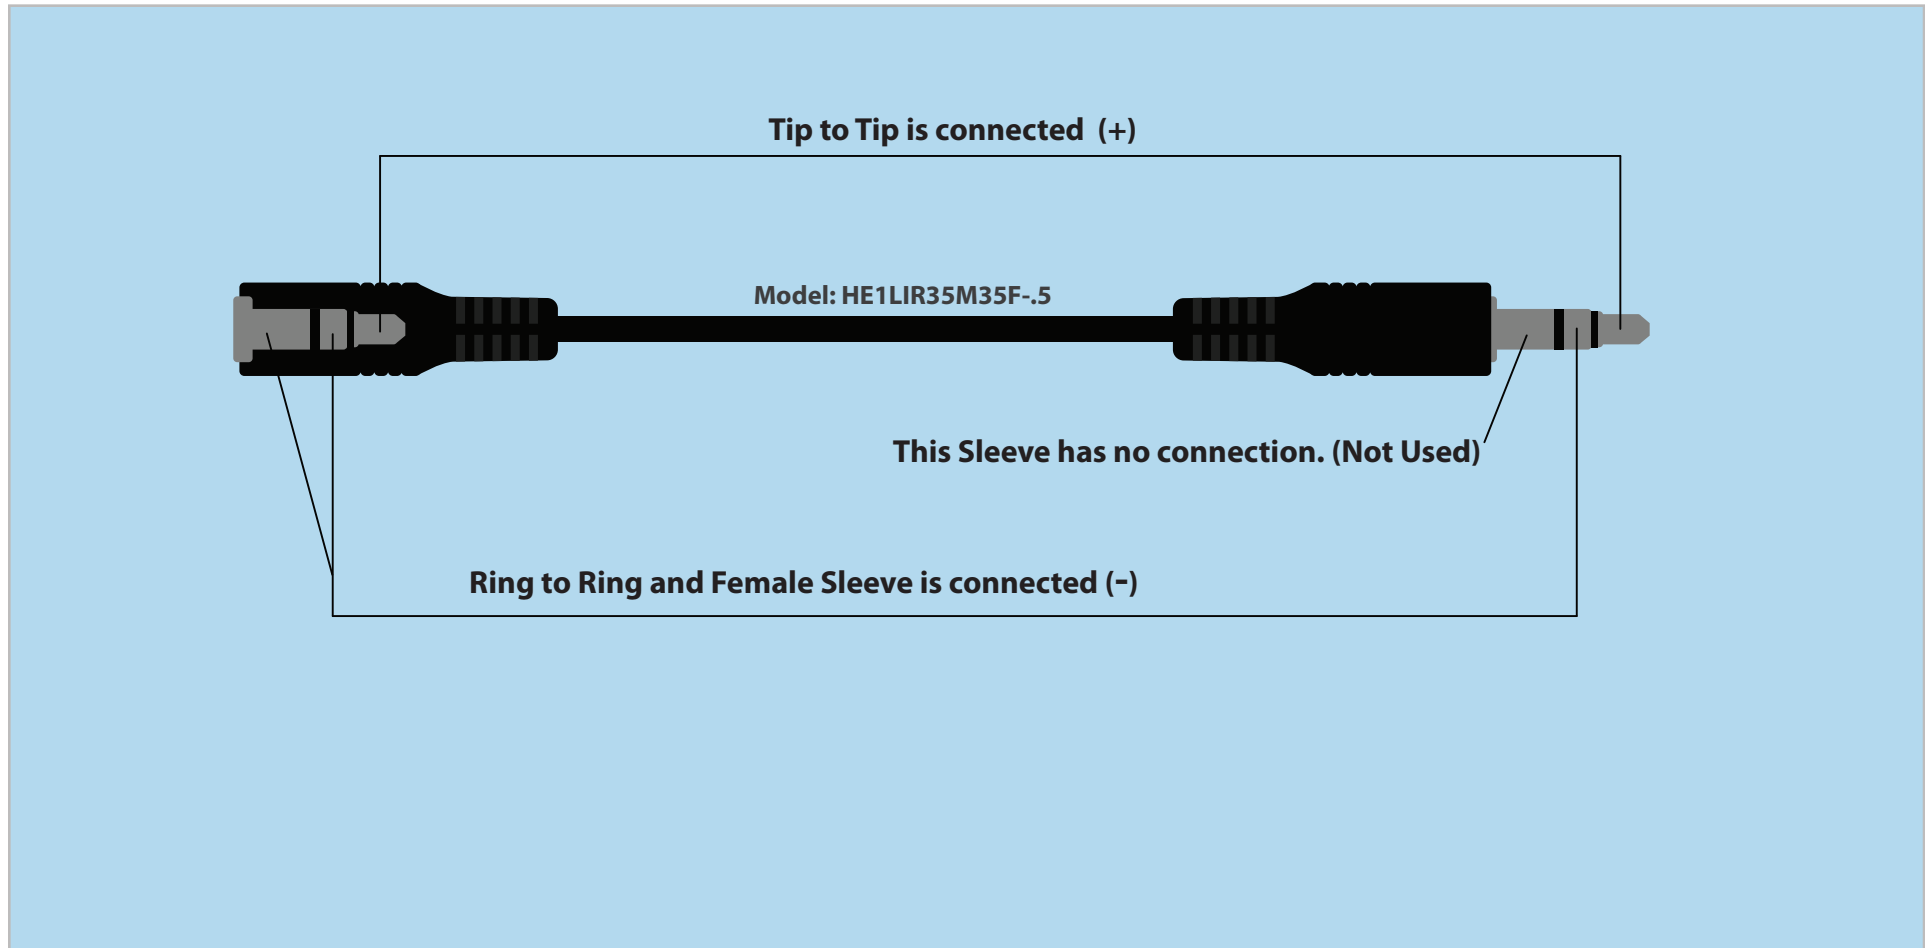 Tip to Tip is connected (+)
Model: HE1LIR35M35F-.5
This Sleeve has no connection. (Not Used)
Ring to Ring and Female Sleeve is connected (-)